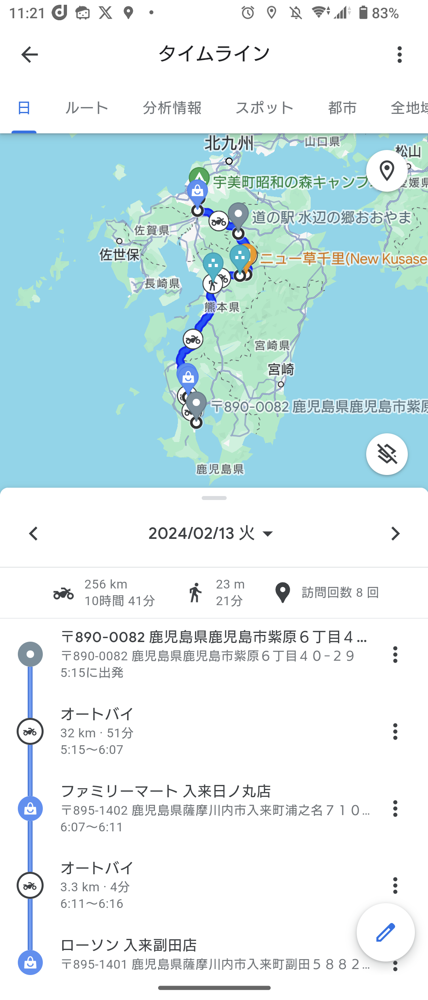 11:21
83%
タイムライン
日 ルート 分析情報 スポット 都市
北九州
山口県
松山
宇美町昭和の森キャンプ
道の駅 水辺の郷おおやま
佐賀県
佐世保
ニュー草千里(New Kusase
長崎県
熊本県
宮崎県
宮崎
〒890-0082 鹿児島県鹿児島市紫原
鹿児島県
2024/02/13 火
256 km
10時間 41分
23 m
21分
訪問回数 8 回
〒890-0082 鹿児島県鹿児島市紫原６丁目４...
〒890-0082 鹿児島県鹿児島市紫原６丁目４０−２９
5:15に出発
オートバイ
32 km · 51分
5:15〜6:07
ファミリーマート 入来日ノ丸店
〒895-1402 鹿児島県薩摩川内市入来町浦之名７１０...
6:07〜6:11
オートバイ
3.3 km · 4分
6:11〜6:16
ローソン 入来副田店
〒895-1401 鹿児島県薩摩川内市入来町副田５８８２...